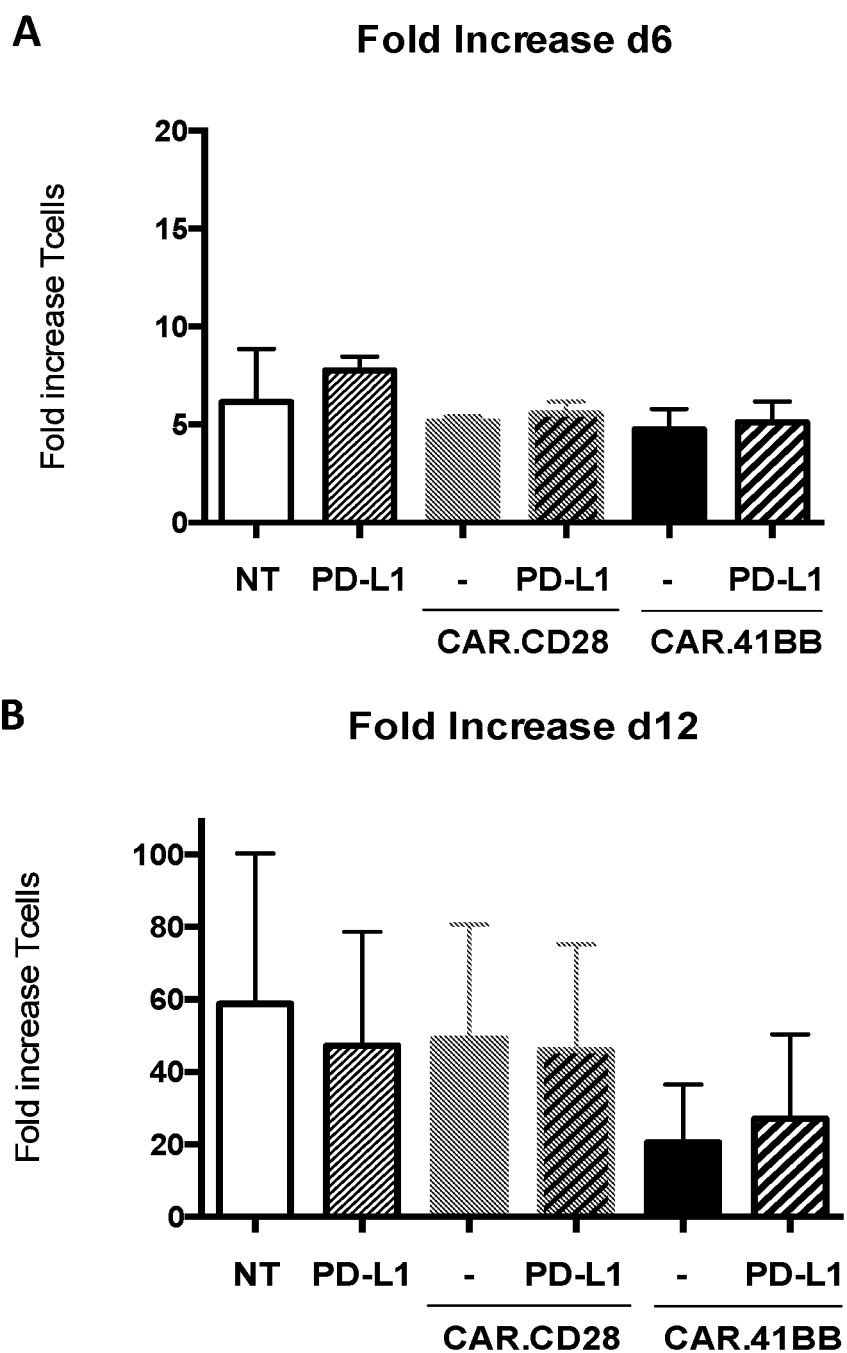 A
Fold Increase d6
Fold increase Tcells
20
15
10
5
0
NT PD-L1 - PD-L1 - PD-L1
CAR.CD28 CAR.41BB
B
Fold Increase d12
Fold increase Tcells
100
80
60
40
20
0
NT PD-L1 - PD-L1 - PD-L1
CAR.CD28 CAR.41BB